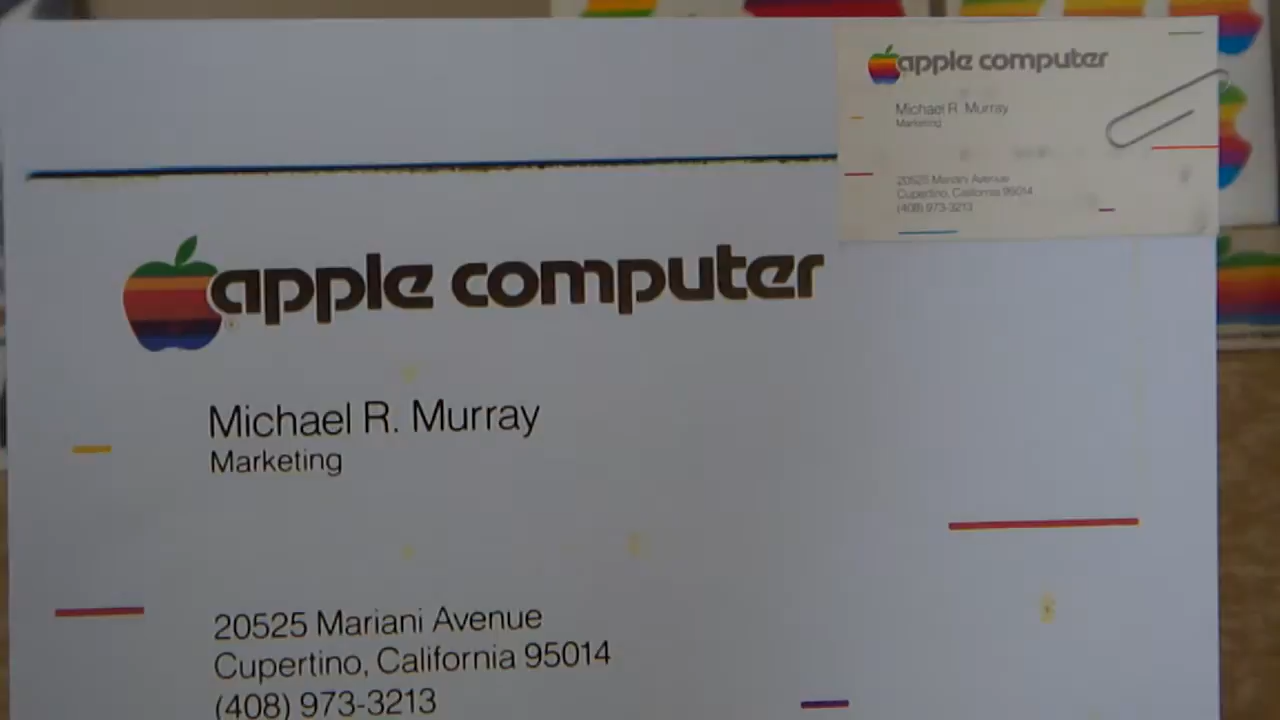 apple computer
Michael R. Murray
Marketing
20525 Mariani Avenue
Cupertino, California 95014
(408) 973-3213
apple computer
Michael R. Murray
Marketing
20525 Mariani Avenue
Cupertino, California 95014
(408) 973-3213